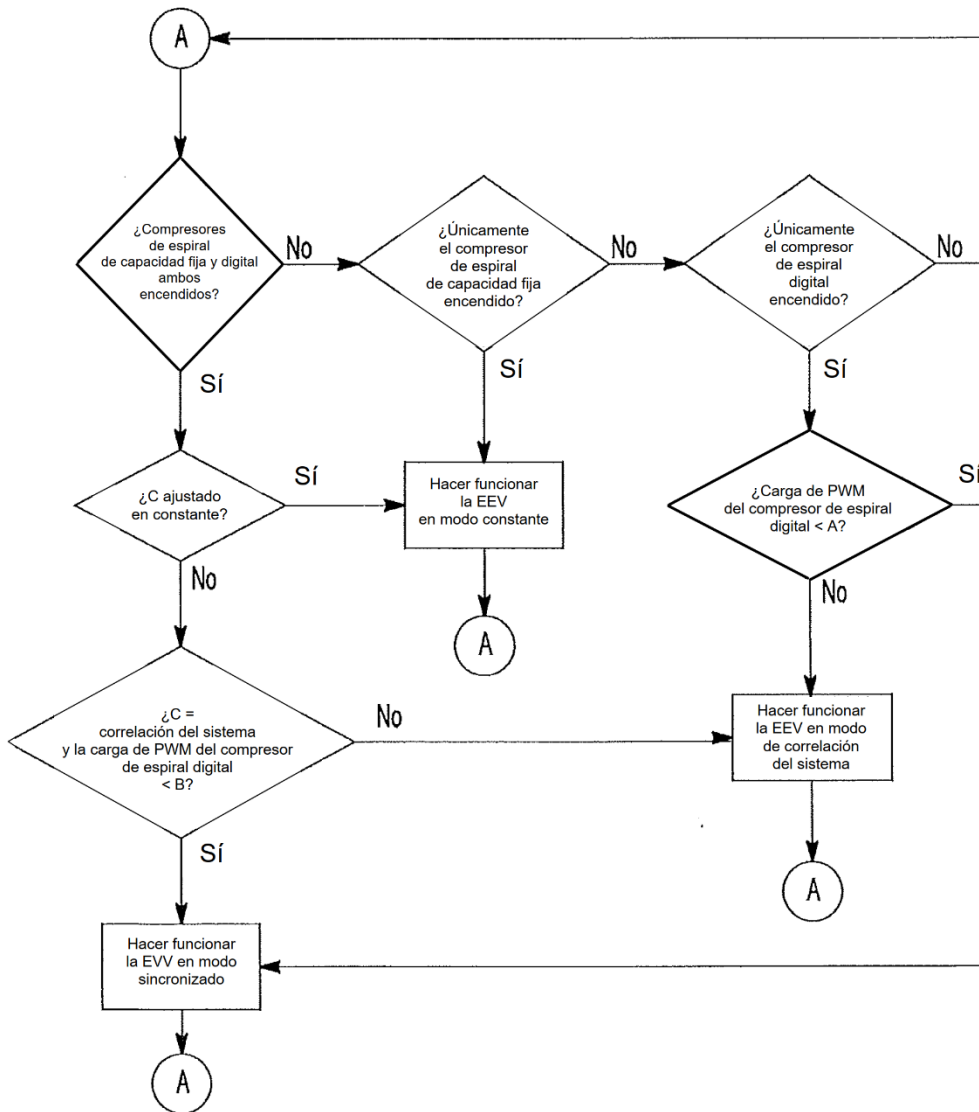 A
¿Compresores
de espiral
de capacidad fija y digital
ambos
encendidos?
No
¿Únicamente
el compresor
de espiral
de capacidad fija
encendido?
No
¿Únicamente
el compresor
de espiral
digital
encendido?
No
Sí
Sí
Sí
¿C ajustado
en constante?
Sí
Hacer funcionar
la EEV
en modo constante
¿Carga de PWM
del compresor de espiral
digital < A?
Sí
No
A
No
¿C =
correlación del sistema
y la carga de PWM del compresor
de espiral digital
< B?
No
Hacer funcionar
la EEV en modo
de correlación
del sistema
Sí
A
Hacer funcionar
la EVV en modo
sincronizado
A